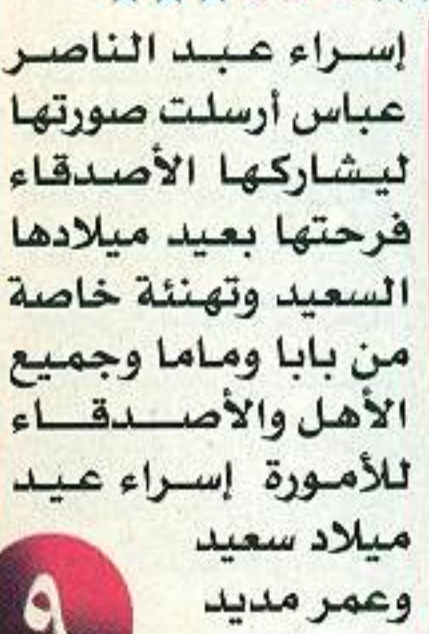 إسراء عبد الناصر
عباس أرسلت صورتها
ليشاركها الأصدقاء
فرحتها بعيد ميلادها
السعيد وتهنئة خاصة
من بابا وماما وجميع
الأهل والأصدقاء
للأمورة إسراء عيد
ميلاد سعيد
وعمر مديد
٩